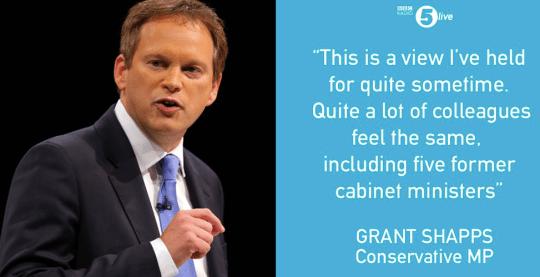 BBC
RADIO
5 live
“This is a view I’ve held
for quite sometime.
Quite a lot of colleagues
feel the same,
including five former
cabinet ministers”
GRANT SHAPPS
Conservative MP